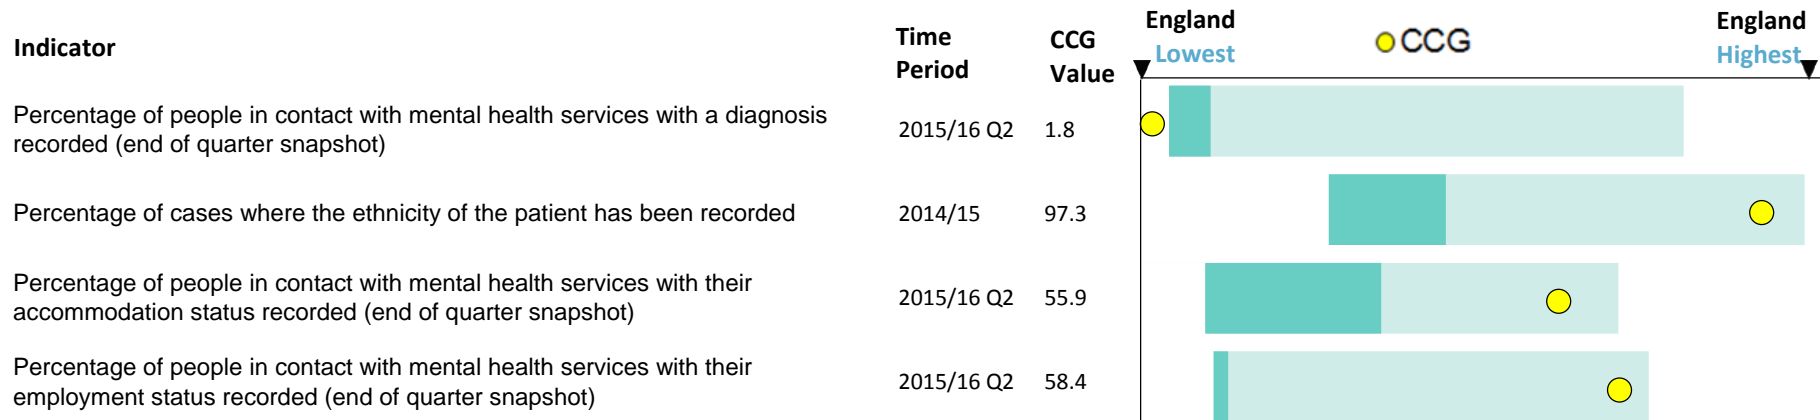 Indicator
Time Period
CCG Value
England Lowest
CCG
England Highest
Percentage of people in contact with mental health services with a diagnosis
recorded (end of quarter snapshot)
2015/16 Q2
1.8
Percentage of cases where the ethnicity of the patient has been recorded
2014/15
97.3
Percentage of people in contact with mental health services with their
accommodation status recorded (end of quarter snapshot)
2015/16 Q2
55.9
Percentage of people in contact with mental health services with their
employment status recorded (end of quarter snapshot)
2015/16 Q2
58.4